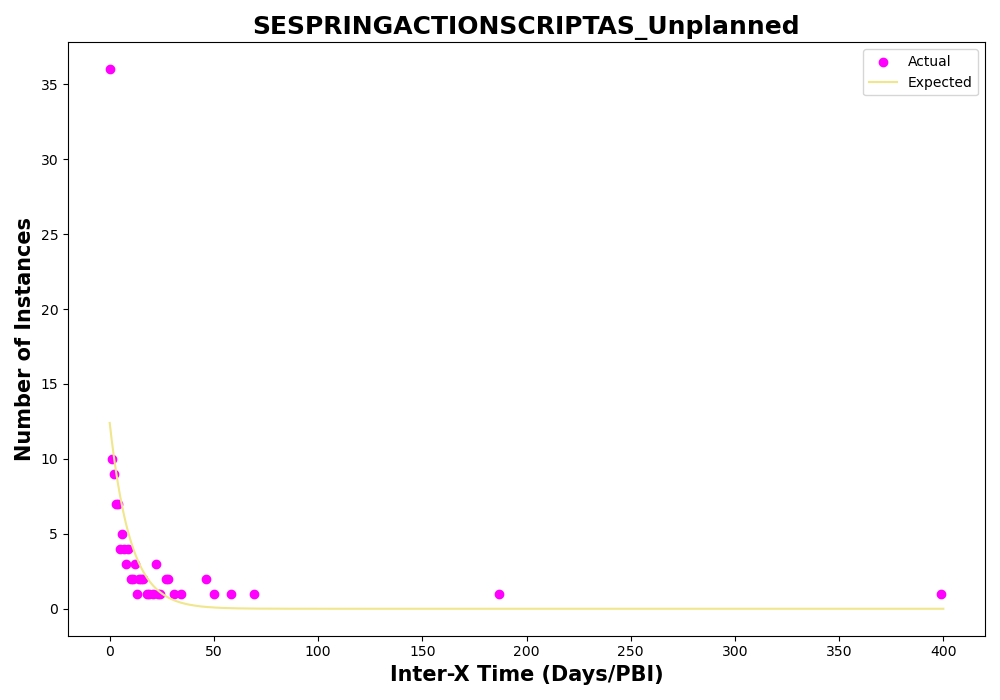 SESPRINGACTIONSCRIPTAS_Unplanned
Actual
Expected
Number of Instances
35
30
25
20
15
10
5
0
0 50 100 150 200 250 300 350 400
Inter-X Time (Days/PBI)